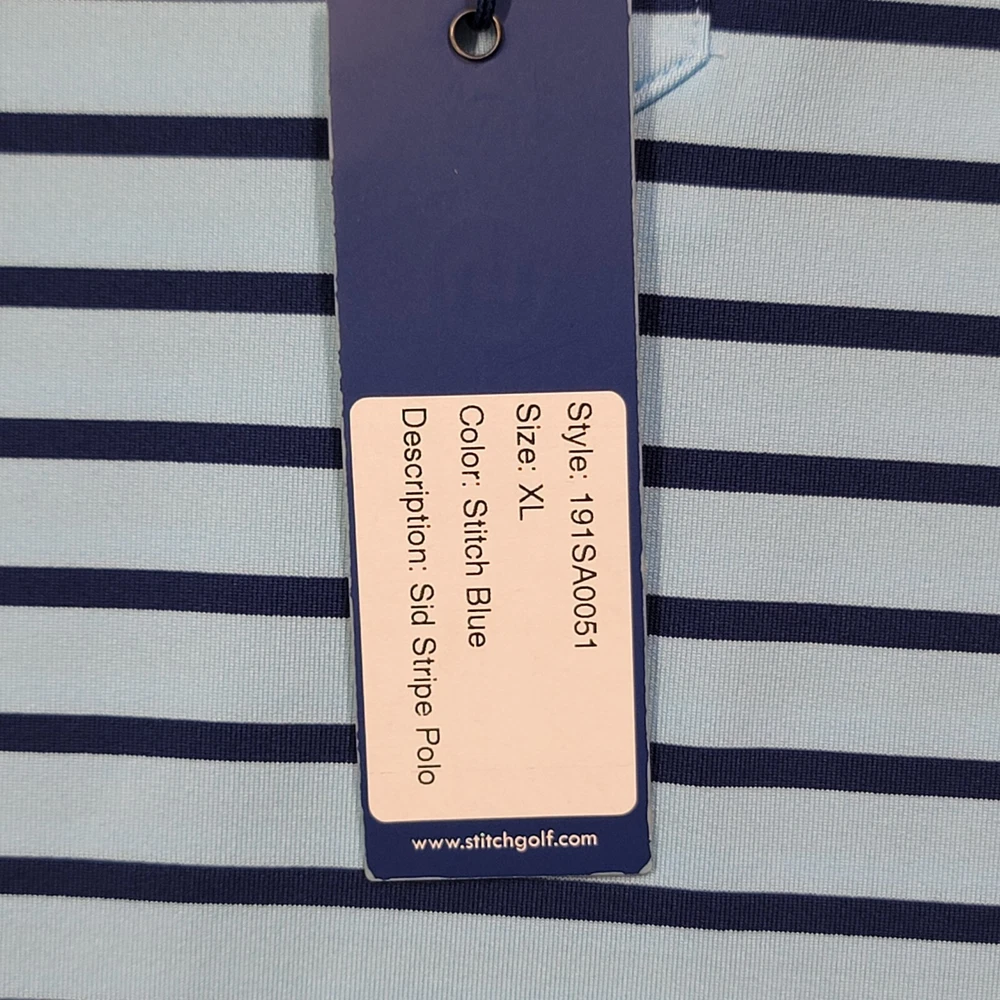 Style: 191SA0051
Size: XL
Color: Stitch Blue
Description: Sid Stripe Polo
www.stitchgolf.com